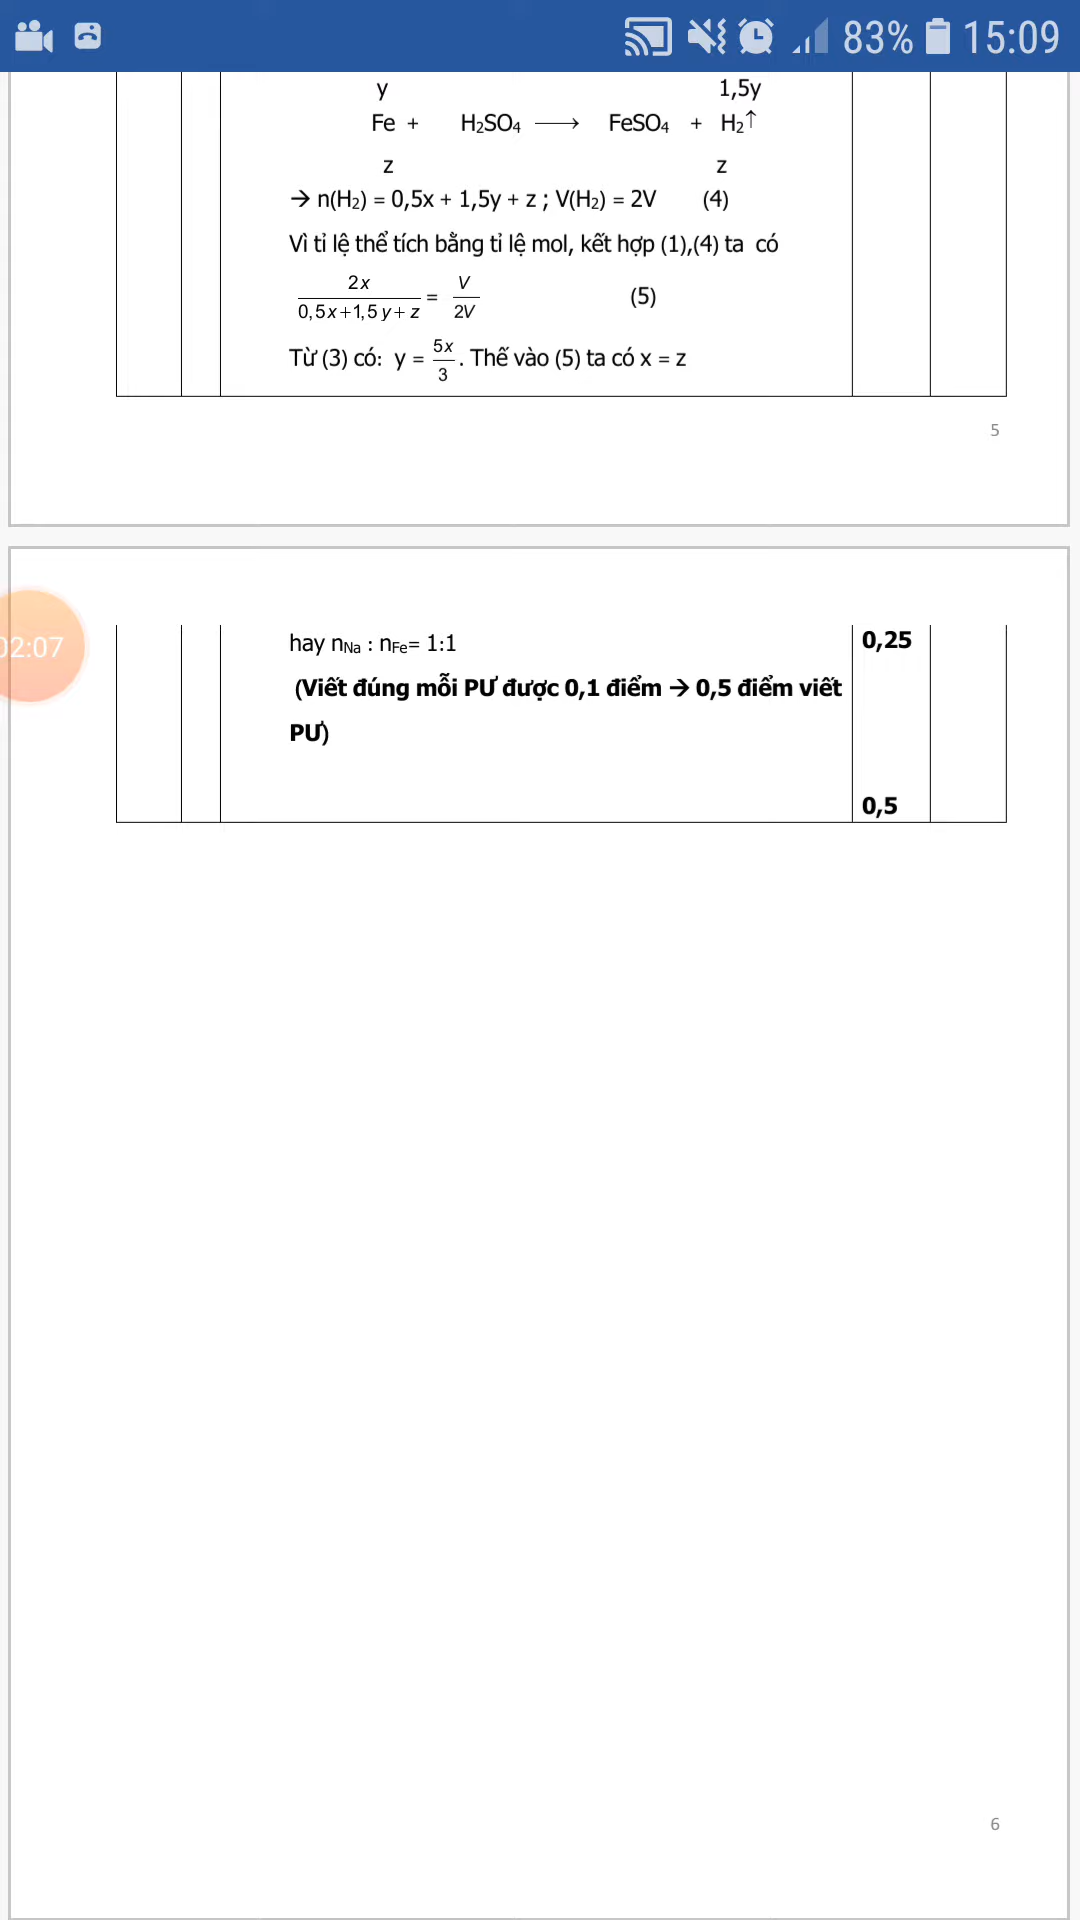 83% 15:09
y 1,5y
Fe + H₂SO₄ ⟶ FeSO₄ + H₂↑
z z
→ n(H₂) = 0,5x + 1,5y + z ; V(H₂) = 2V (4)
Vì tỉ lệ thể tích bằng tỉ lệ mol, kết hợp (1),(4) ta có
2x / (0,5x+1,5y+z) = V / 2V (5)
Từ (3) có: y = 5x/3 . Thế vào (5) ta có x = z
5
02:07
hay nNa : nFe= 1:1 0,25
(Viết đúng mỗi PƯ được 0,1 điểm → 0,5 điểm viết
PƯ)
0,5
6